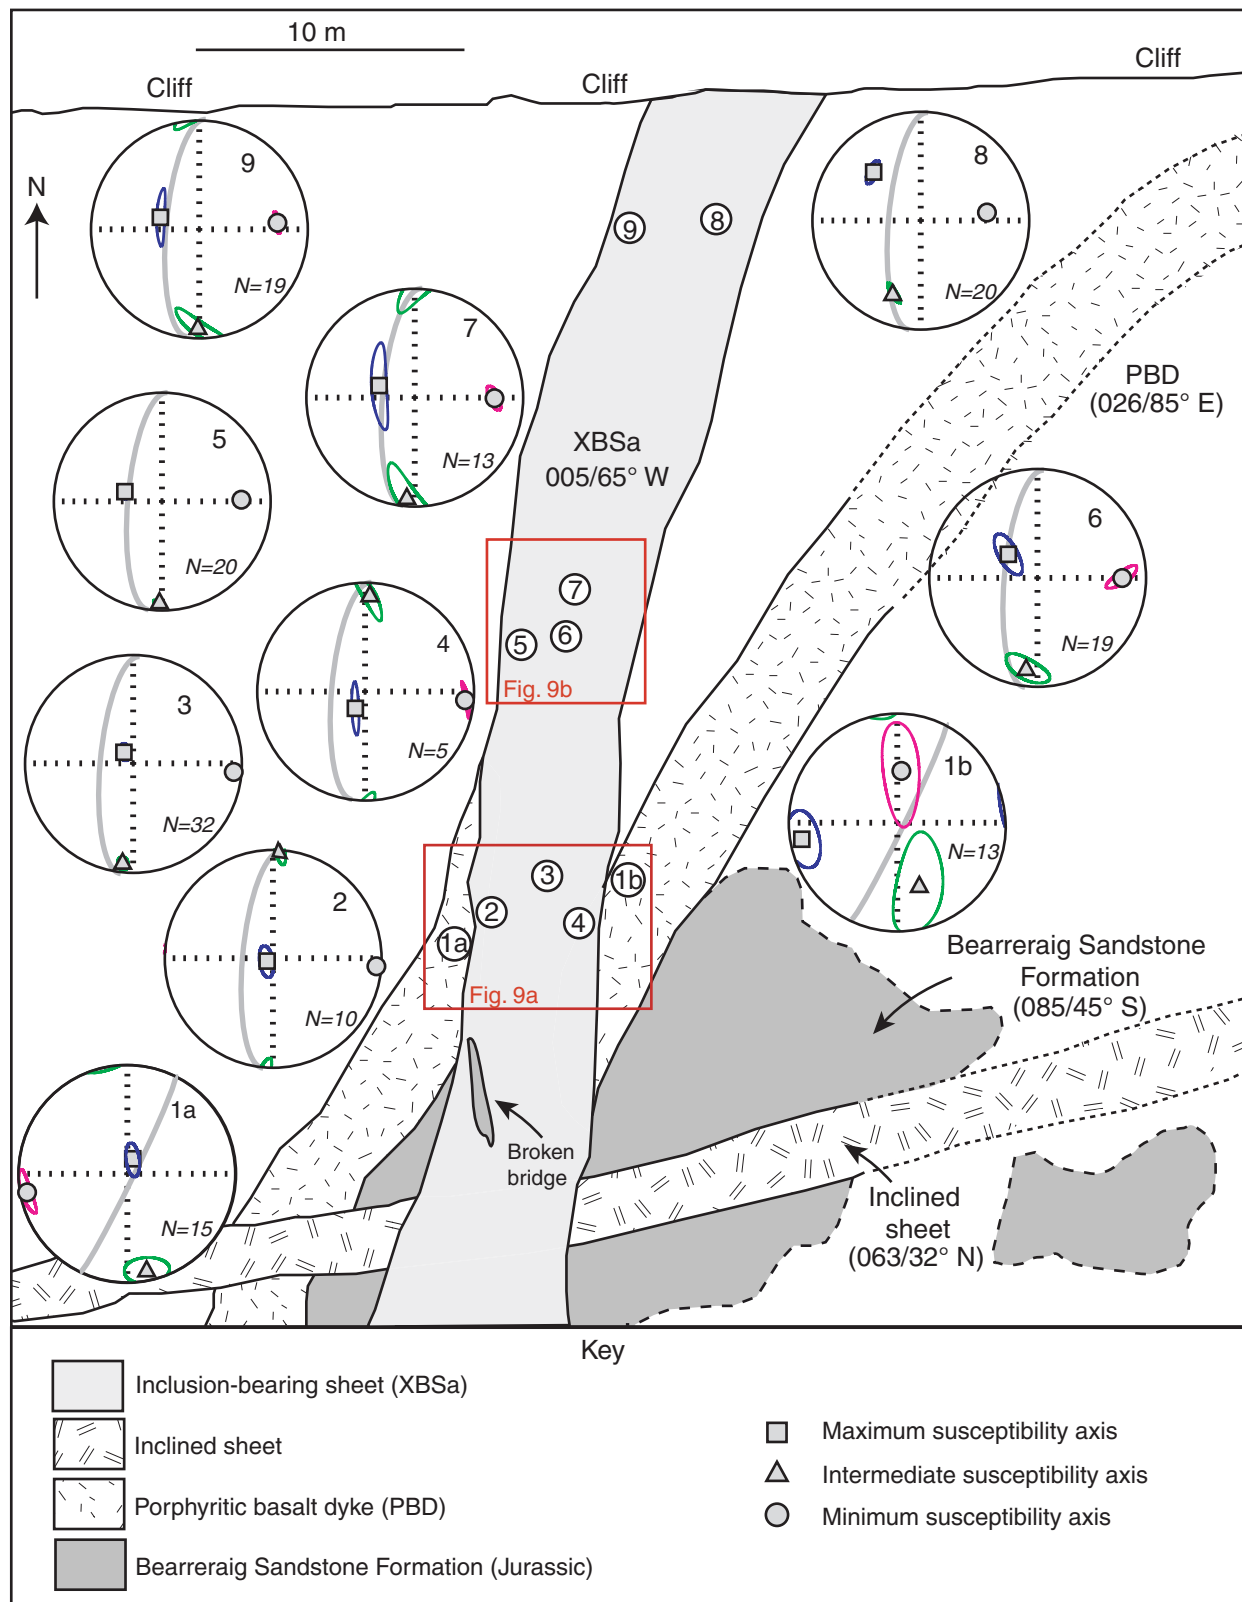 10 m
Cliff
Cliff
Cliff
N
9
N=19
8
N=20
9
8
7
N=13
PBD
(026/85° E)
5
N=20
XBSa
005/65° W
6
N=19
7
5
6
Fig. 9b
4
N=5
3
N=32
1b
N=13
2
N=10
3
2
4
1a
1b
Fig. 9a
Bearreraig Sandstone
Formation
(085/45° S)
1a
N=15
Broken
bridge
Inclined
sheet
(063/32° N)
Key
Inclusion-bearing sheet (XBSa)
Inclined sheet
Porphyritic basalt dyke (PBD)
Bearreraig Sandstone Formation (Jurassic)
Maximum susceptibility axis
Intermediate susceptibility axis
Minimum susceptibility axis